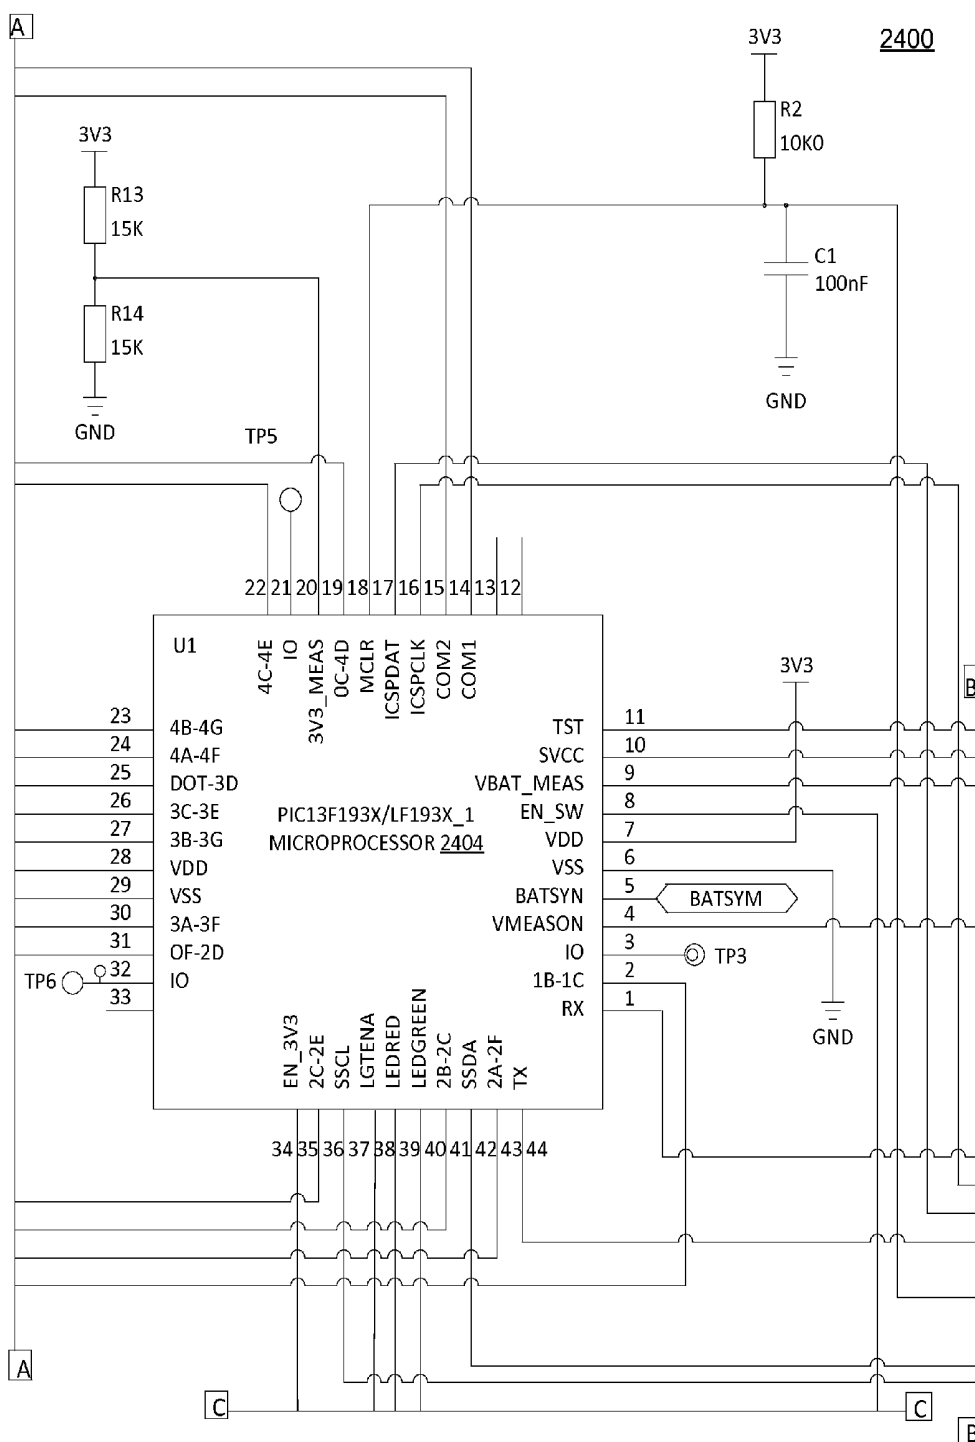 A
3V3
2400
R2
10K0
3V3
R13
15K
C1
100nF
R14
15K
GND
GND
TP5
22 21 20 19 18 17 16 15 14 13 12
U1
4C-4E
IO
3V3_MEAS
0C-4D
MCLR
ICSPDAT
ICSPCLK
COM2
COM1
3V3
B
23 4B-4G
24 4A-4F
25 DOT-3D
26 3C-3E
27 3B-3G
28 VDD
29 VSS
30 3A-3F
31 OF-2D
TP6 32 IO
33
PIC13F193X/LF193X_1
MICROPROCESSOR 2404
TST 11
SVCC 10
VBAT_MEAS 9
EN_SW 8
VDD 7
VSS 6
BATSYN 5 BATSYM
VMEASON 4
IO 3 TP3
1B-1C 2
RX 1
GND
EN_3V3
2C-2E
SSCL
LGTENA
LEDRED
LEDGREEN
2B-2C
SSDA
2A-2F
TX
34 35 36 37 38 39 40 41 42 43 44
A
C
C
B